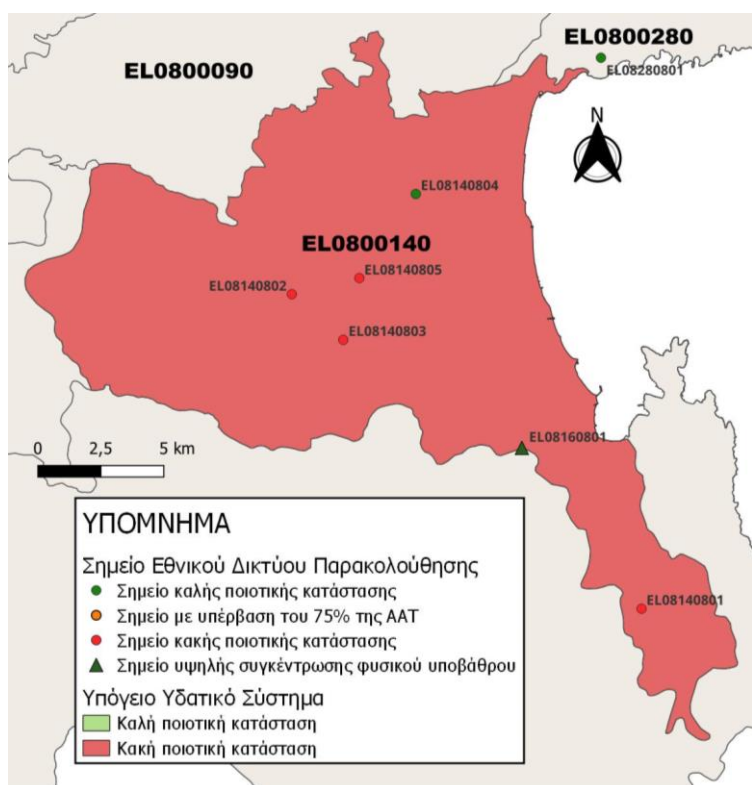 EL0800280
EL0800090
EL08280801
N
EL08140804
EL0800140
EL08140805
EL08140802
EL08140803
EL08160801
0 2,5 5 km
ΥΠΟΜΝΗΜΑ
Σημείο Εθνικού Δικτύου Παρακολούθησης
Σημείο καλής ποιοτικής κατάστασης
Σημείο με υπέρβαση του 75% της ΑΑΤ
Σημείο κακής ποιοτικής κατάστασης
Σημείο υψηλής συγκέντρωσης φυσικού υποβάθρου
Υπόγειο Υδατικό Σύστημα
Καλή ποιοτική κατάσταση
Κακή ποιοτική κατάσταση
EL08140801